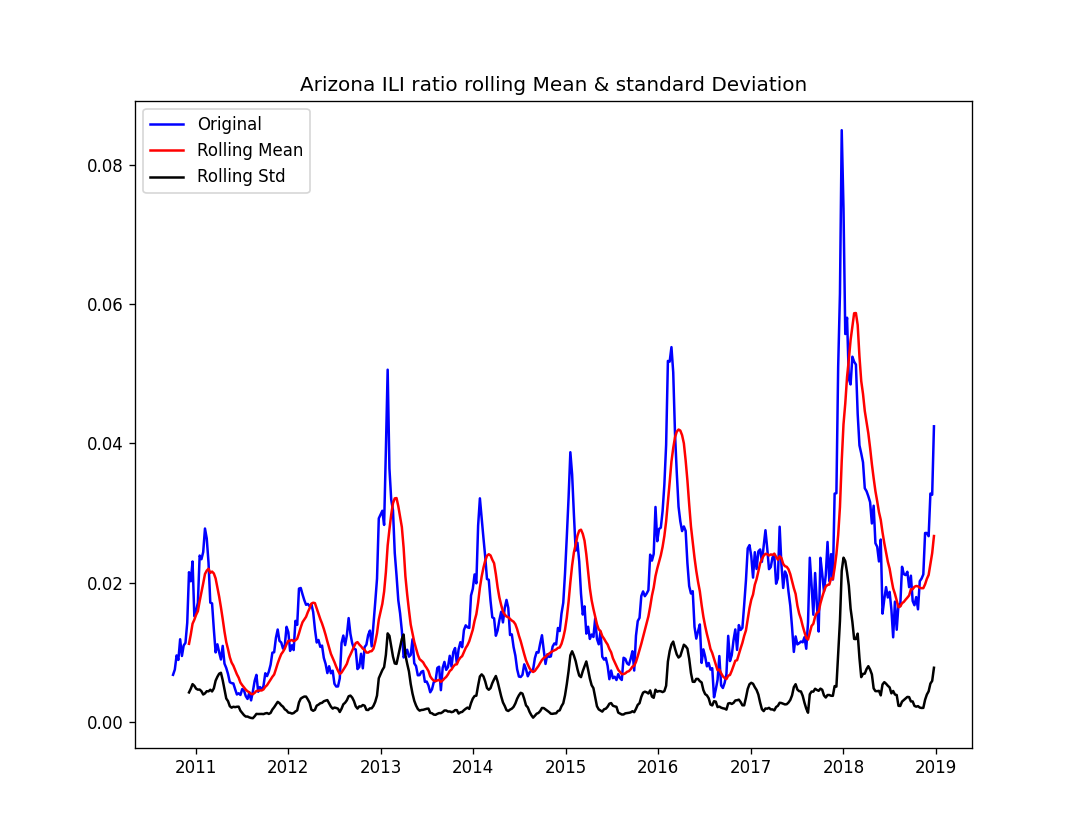 Arizona ILI ratio rolling Mean & standard Deviation
Original
Rolling Mean
Rolling Std
0.08
0.06
0.04
0.02
0.00
2011 2012 2013 2014 2015 2016 2017 2018 2019